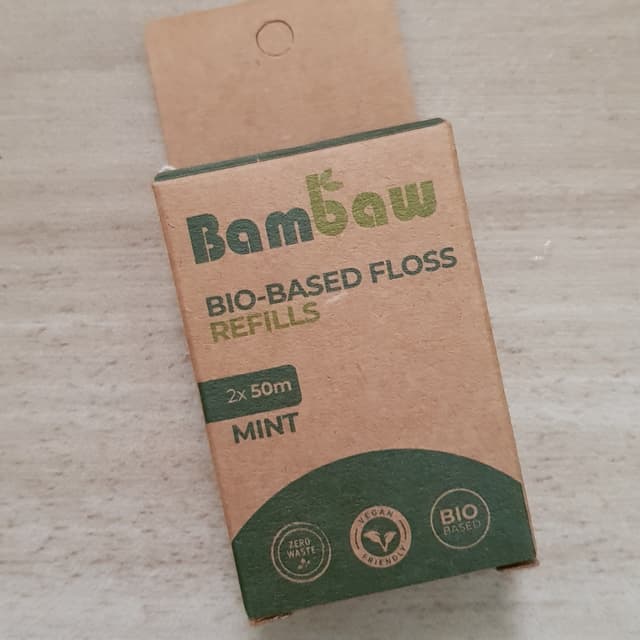 Bambaw
BIO-BASED FLOSS
REFILLS
2x 50m
MINT
ZERO
WASTE
VEGAN
FRIENDLY
BIO
BASED